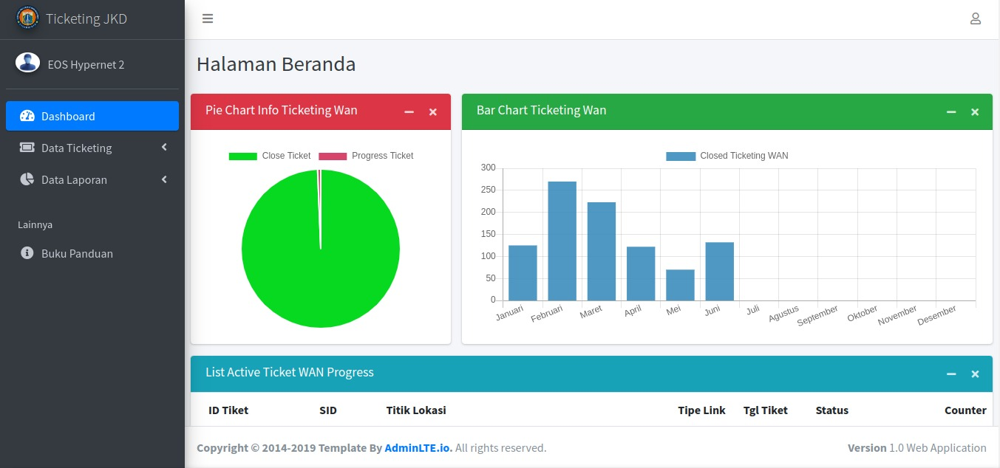 Ticketing JKD
EOS Hypernet 2
Dashboard
Data Ticketing
Data Laporan
Lainnya
Buku Panduan
Halaman Beranda
Pie Chart Info Ticketing Wan
Close Ticket Progress Ticket
Bar Chart Ticketing Wan
Closed Ticketing WAN
300
250
200
150
100
50
0
Januari Februari Maret April Mei Juni Juli Agustus September Oktober November Desember
List Active Ticket WAN Progress
ID Tiket SID Titik Lokasi Tipe Link Tgl Tiket Status Counter
Copyright © 2014-2019 Template By AdminLTE.io. All rights reserved.
Version 1.0 Web Application